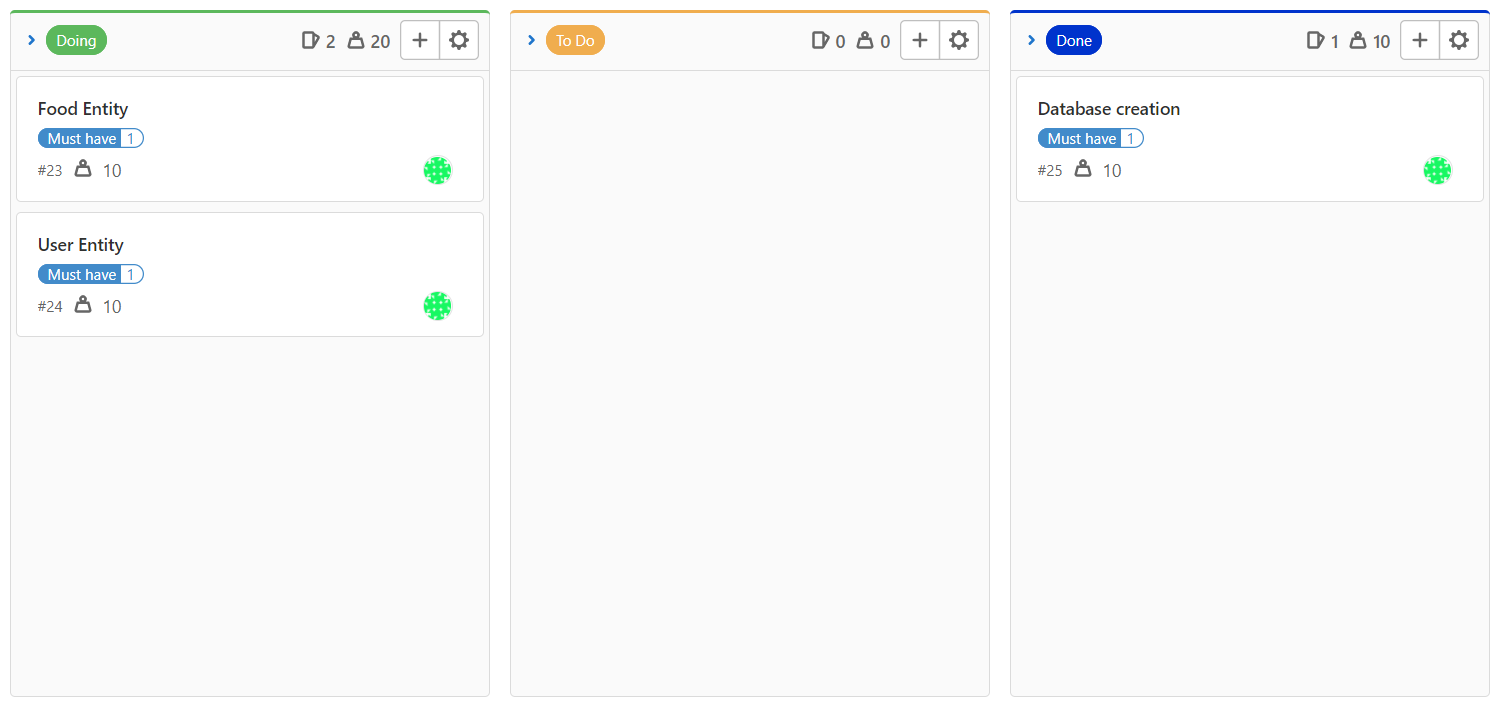 Doing 2 20
Food Entity
Must have 1
#23 10
User Entity
Must have 1
#24 10
To Do 0 0
Done 1 10
Database creation
Must have 1
#25 10